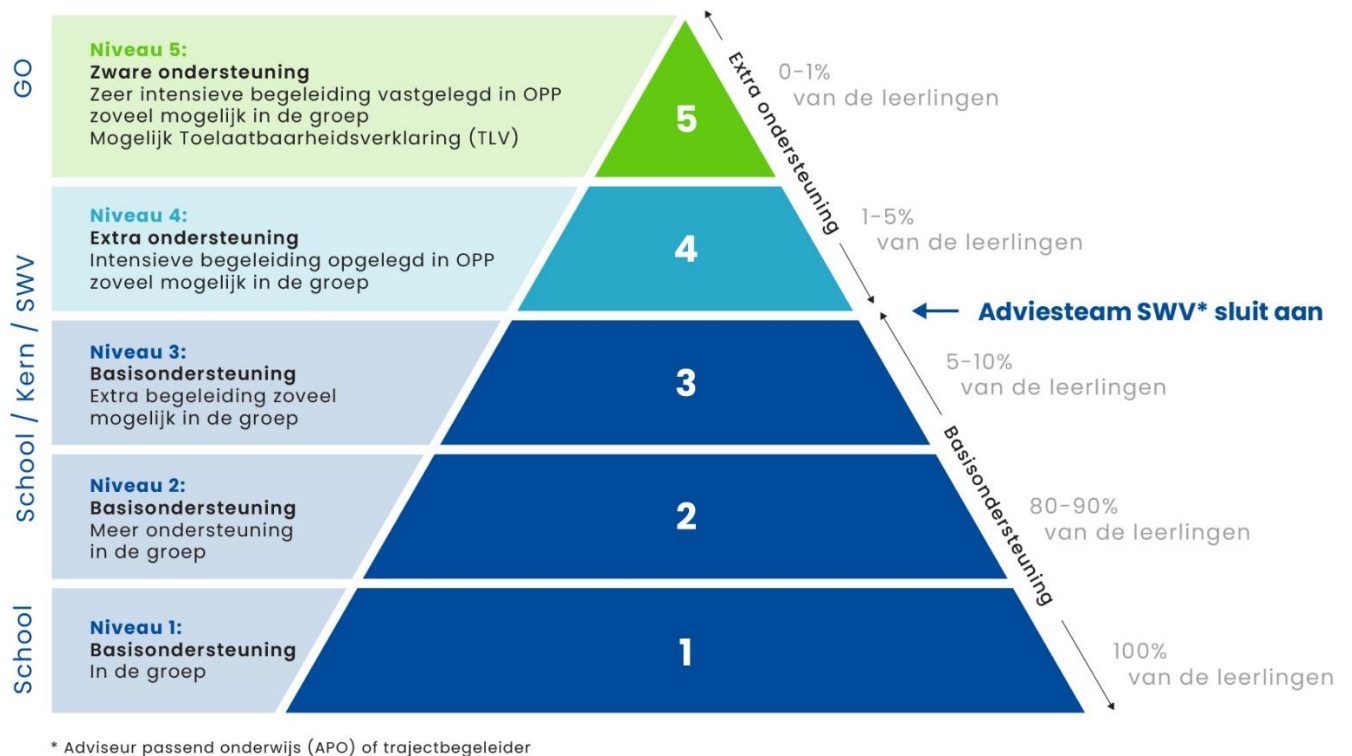 GO
Niveau 5:
Zware ondersteuning
Zeer intensieve begeleiding vastgelegd in OPP
zoveel mogelijk in de groep
Mogelijk Toelaatbaarheidsverklaring (TLV)
5
Extra ondersteuning
0-1%
van de leerlingen
School / Kern / SWV
Niveau 4:
Extra ondersteuning
Intensieve begeleiding opgelegd in OPP
zoveel mogelijk in de groep
4
1-5%
van de leerlingen
Adviesteam SWV* sluit aan
Niveau 3:
Basisondersteuning
Extra begeleiding zoveel
mogelijk in de groep
3
5-10%
van de leerlingen
Basisondersteuning
Niveau 2:
Basisondersteuning
Meer ondersteuning
in de groep
2
80-90%
van de leerlingen
School
Niveau 1:
Basisondersteuning
In de groep
1
100%
van de leerlingen
* Adviseur passend onderwijs (APO) of trajectbegeleider